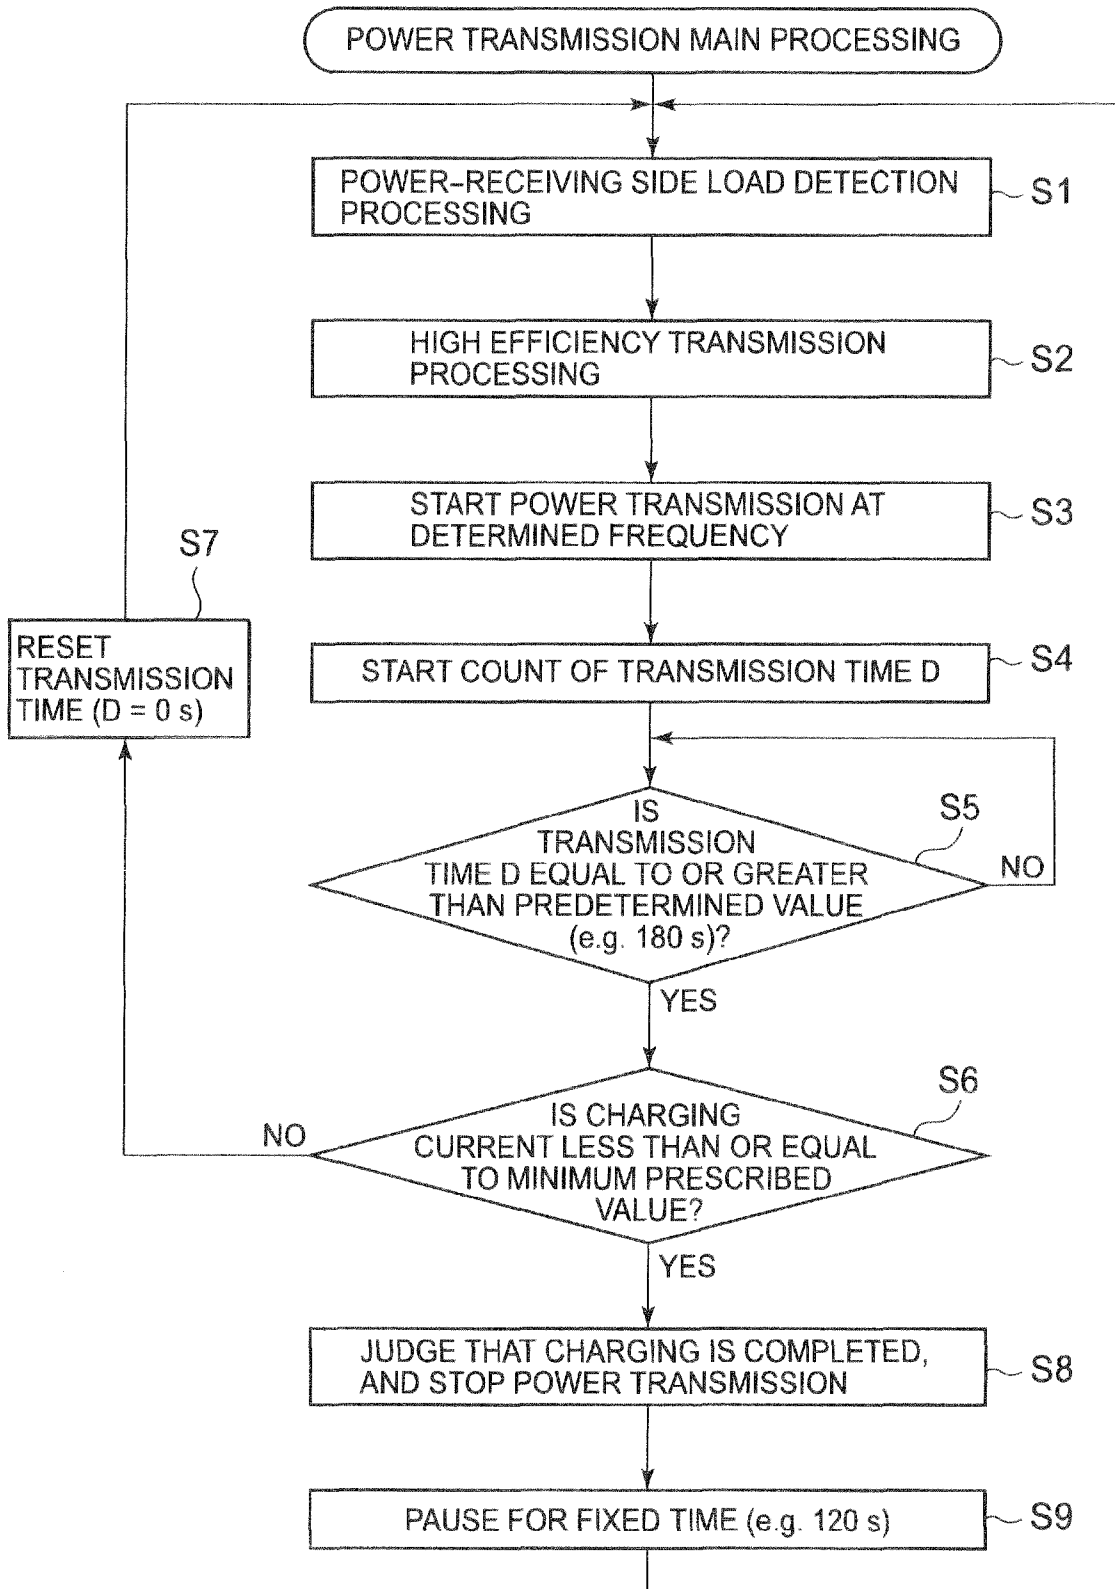 POWER TRANSMISSION MAIN PROCESSING
POWER-RECEIVING SIDE LOAD DETECTION
PROCESSING
S1
HIGH EFFICIENCY TRANSMISSION
PROCESSING
S2
START POWER TRANSMISSION AT
DETERMINED FREQUENCY
S3
S7
RESET
TRANSMISSION
TIME (D = 0 s)
START COUNT OF TRANSMISSION TIME D
S4
IS
TRANSMISSION
TIME D EQUAL TO OR GREATER
THAN PREDETERMINED VALUE
(e.g. 180 s)?
S5
NO
YES
IS CHARGING
CURRENT LESS THAN OR EQUAL
TO MINIMUM PRESCRIBED
VALUE?
S6
NO
YES
JUDGE THAT CHARGING IS COMPLETED,
AND STOP POWER TRANSMISSION
S8
PAUSE FOR FIXED TIME (e.g. 120 s)
S9